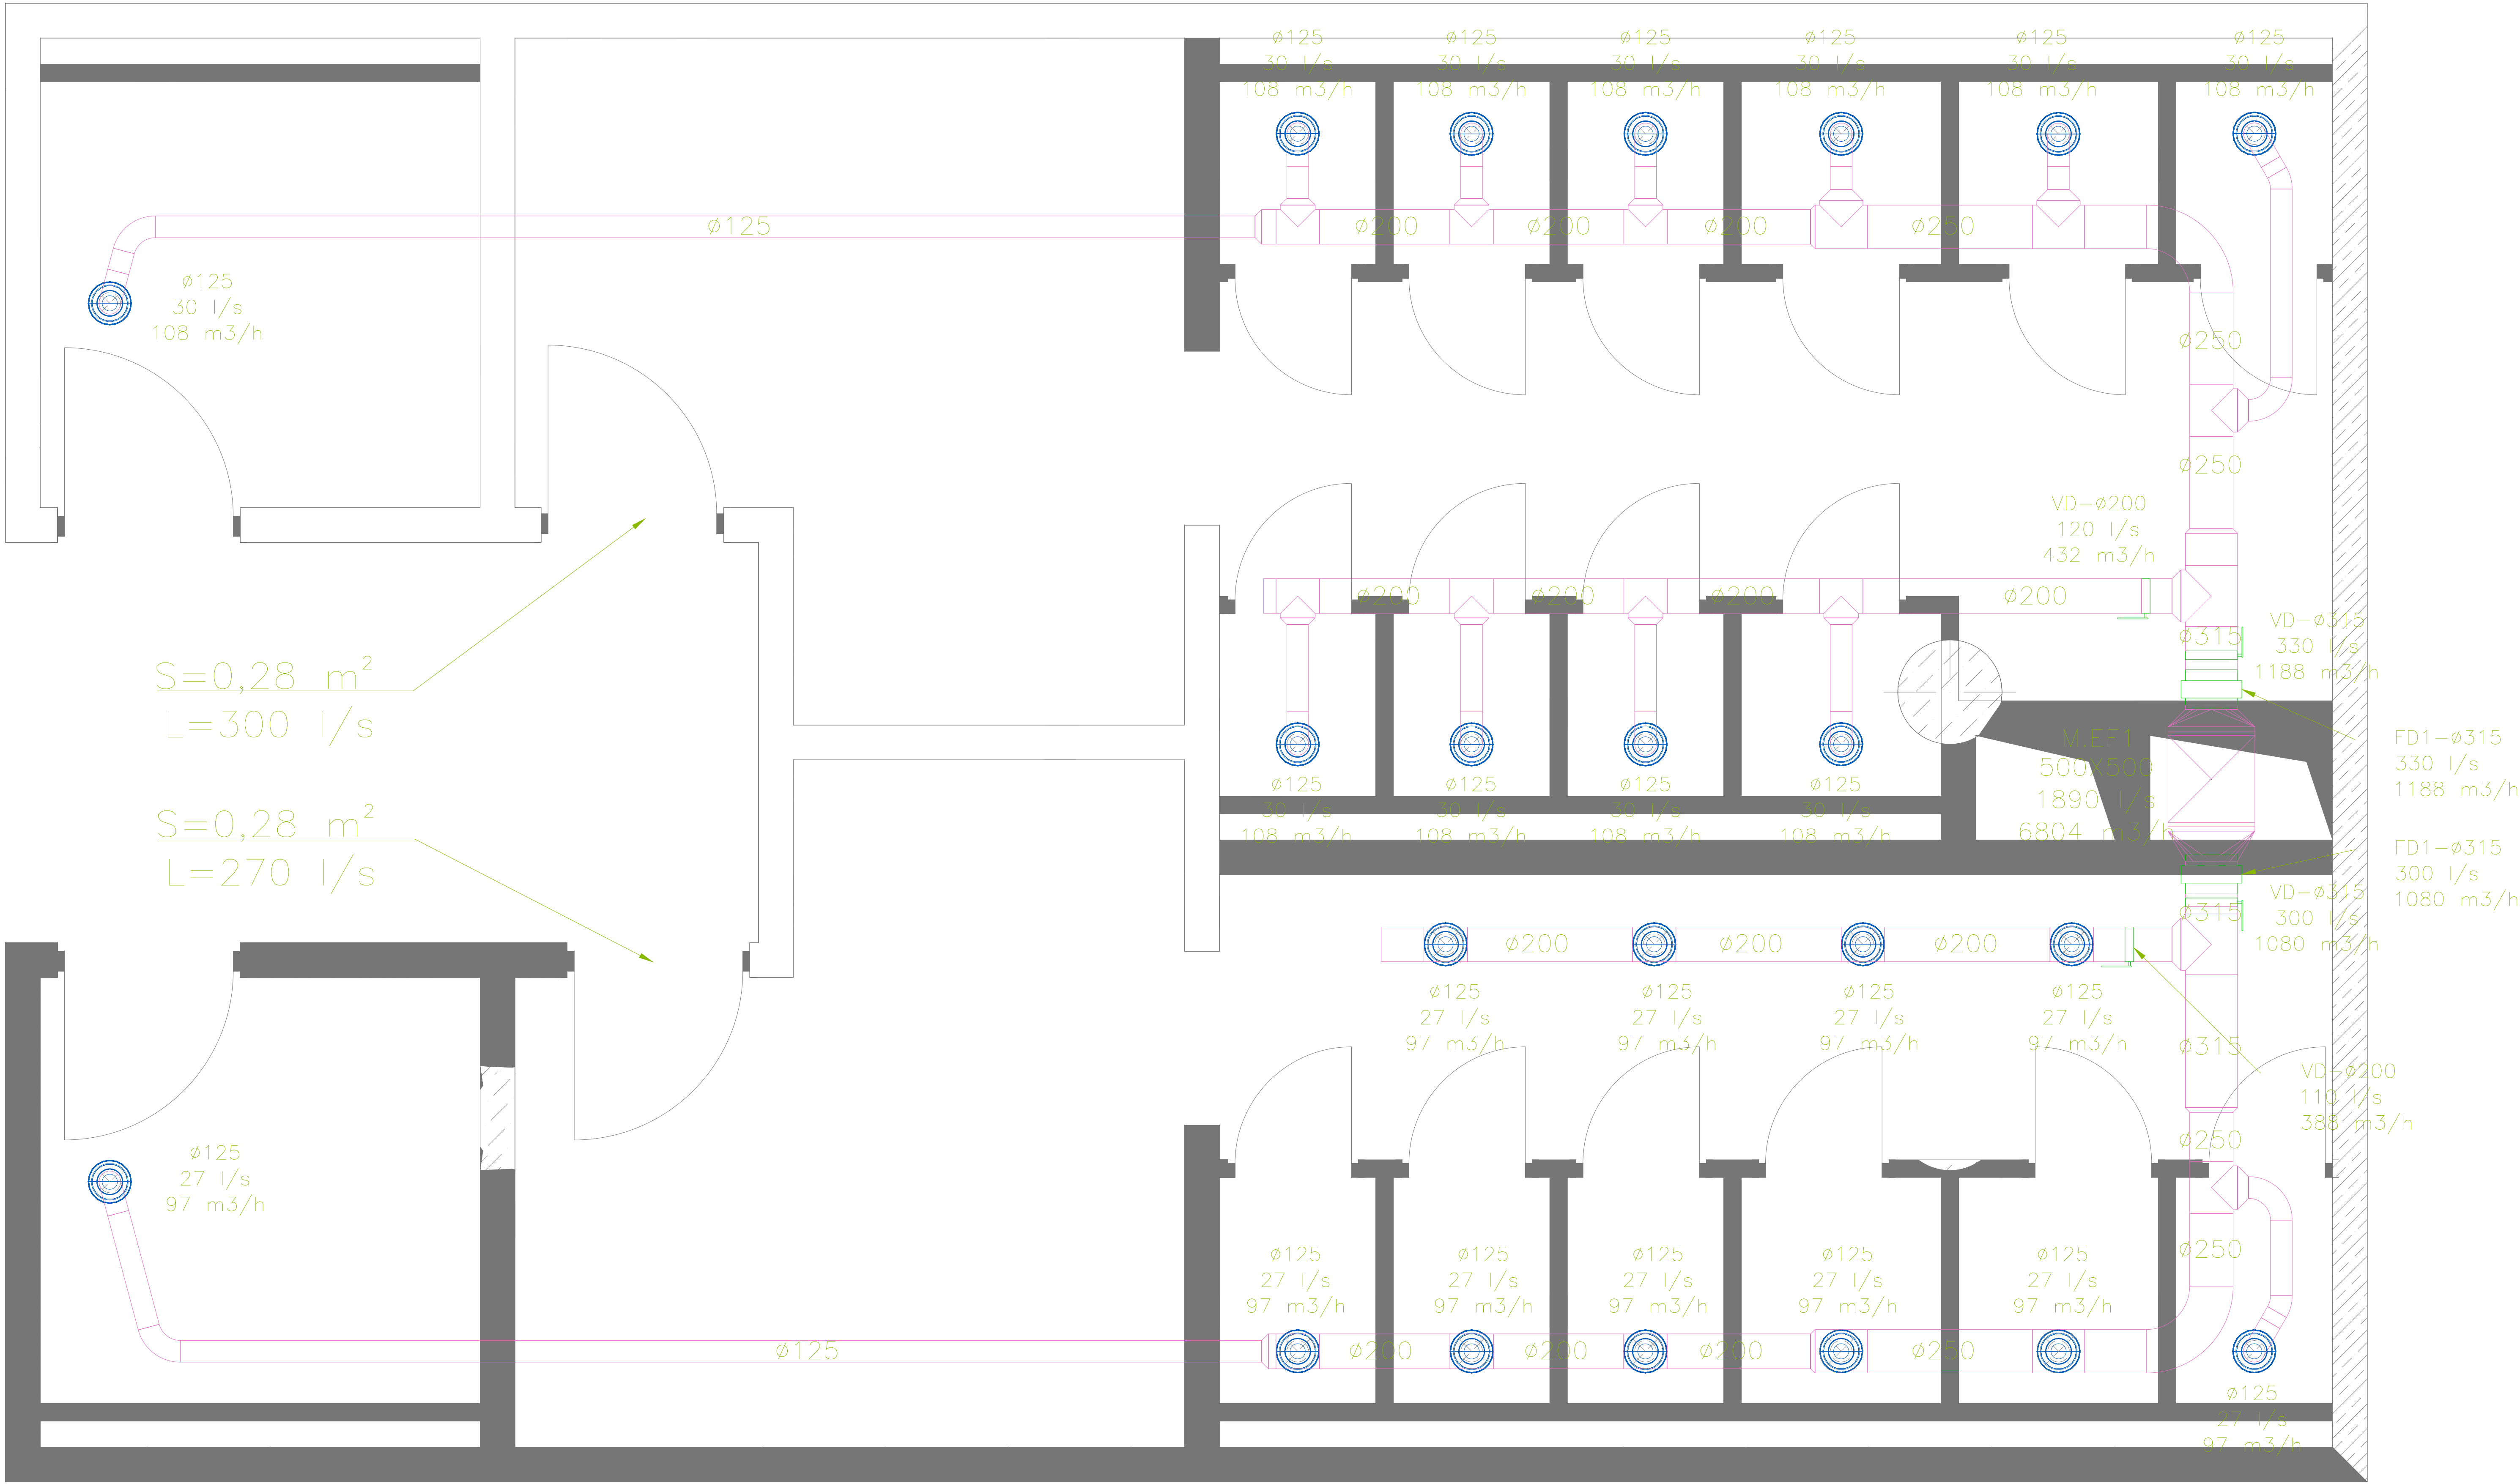 ø125
30 l/s
108 m3/h
ø125
30 l/s
108 m3/h
ø125
30 l/s
108 m3/h
ø125
30 l/s
108 m3/h
ø125
30 l/s
108 m3/h
ø125
30 l/s
108 m3/h
ø125
ø200
ø200
ø200
ø250
ø125
30 l/s
108 m3/h
ø250
ø250
VD-ø200
120 l/s
432 m3/h
ø200
ø200
ø200
ø200
ø315
VD-ø315
330 l/s
1188 m3/h
S=0,28 m²
L=300 l/s
FD1-ø315
330 l/s
1188 m3/h
M.EF1
500X500
1890 l/s
6804 m3/h
ø125
30 l/s
108 m3/h
ø125
30 l/s
108 m3/h
ø125
30 l/s
108 m3/h
ø125
30 l/s
108 m3/h
S=0,28 m²
L=270 l/s
FD1-ø315
300 l/s
1080 m3/h
VD-ø315
300 l/s
1080 m3/h
ø315
ø200
ø200
ø200
ø125
27 l/s
97 m3/h
ø125
27 l/s
97 m3/h
ø125
27 l/s
97 m3/h
ø125
27 l/s
97 m3/h
ø315
VD-ø200
110 l/s
388 m3/h
ø250
ø125
27 l/s
97 m3/h
ø250
ø125
27 l/s
97 m3/h
ø125
27 l/s
97 m3/h
ø125
27 l/s
97 m3/h
ø125
27 l/s
97 m3/h
ø125
27 l/s
97 m3/h
ø125
ø200
ø200
ø200
ø250
ø125
27 l/s
97 m3/h